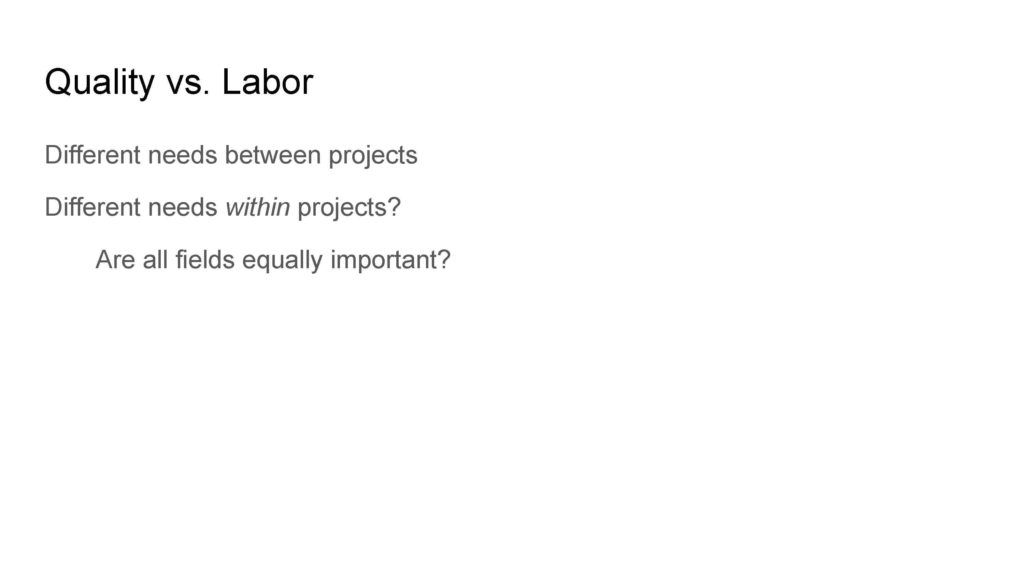 Quality vs. Labor
Different needs between projects
Different needs within projects?
Are all fields equally important?